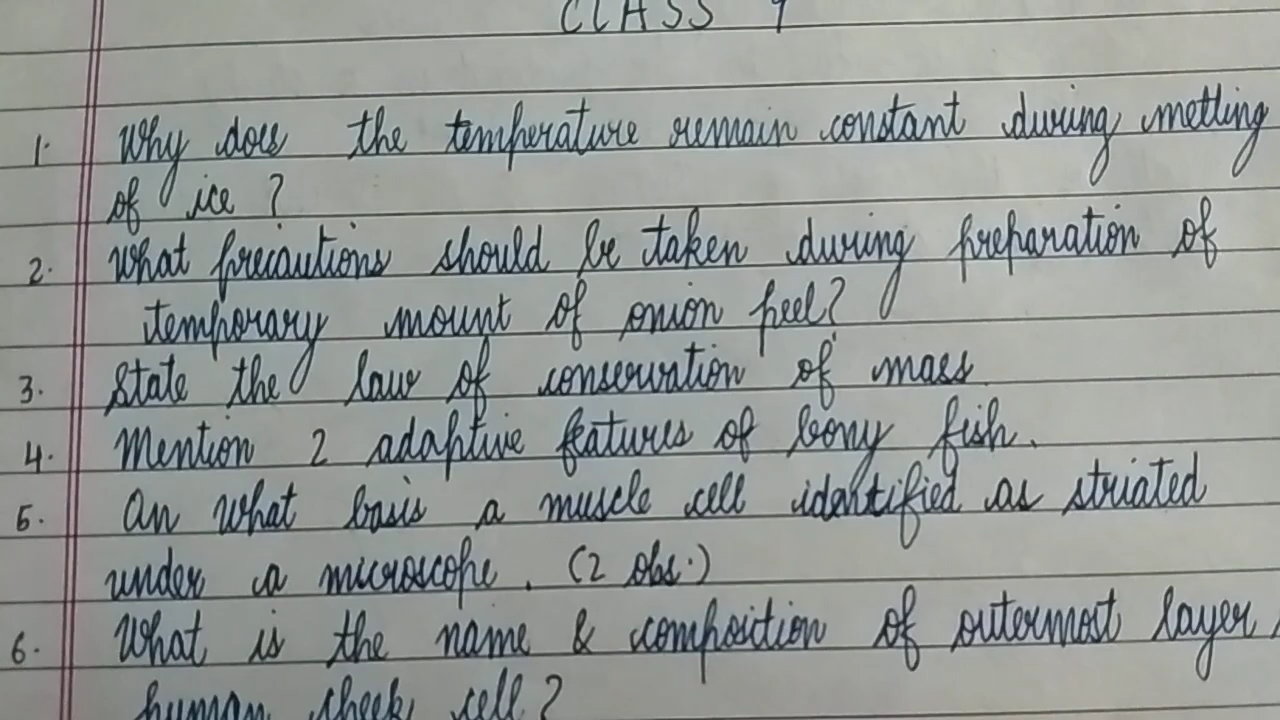 CLASS 9
1. Why does the temperature remain constant during melting
of ice ?
2. What precautions should be taken during preparation of
temporary mount of onion peel?
3. State the law of conservation of mass
4. Mention 2 adaptive features of bony fish.
5. On what basis a muscle cell identified as striated
under a microscope. (2 obs.)
6. What is the name & composition of outermost layer
human cheek cell?